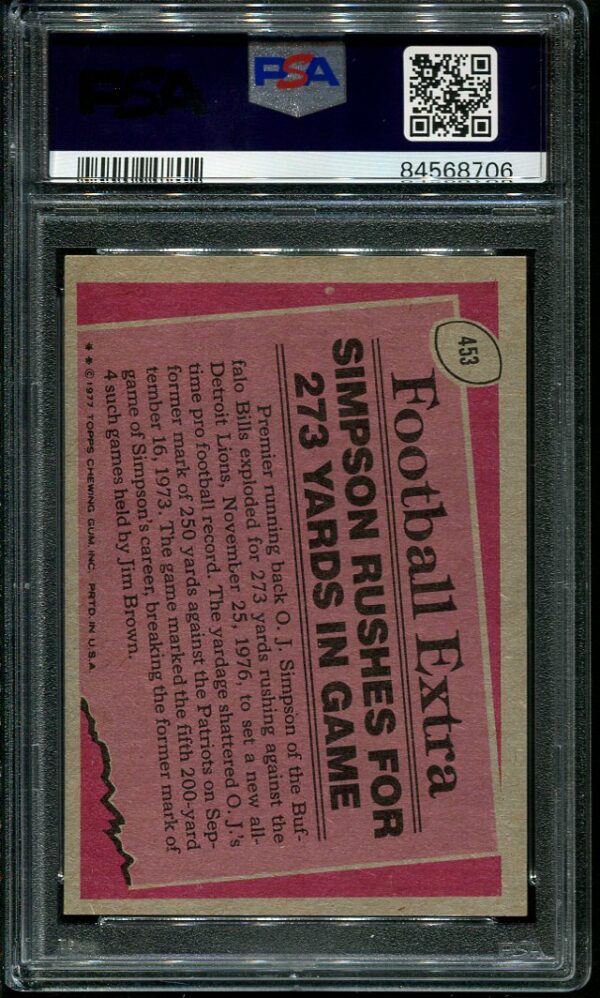 PSA
PSA
84568706
453
Football Extra
SIMPSON RUSHES FOR
273 YARDS IN GAME
Premier running back O. J. Simpson of the Buf-
falo Bills exploded for 273 yards rushing against the
Detroit Lions, November 25, 1976, to set a new all-
time pro football record. The yardage shattered O. J.'s
former mark of 250 yards against the Patriots on Sep-
tember 16, 1973. The game marked the fifth 200-yard
game of Simpson's career, breaking the former mark of
4 such games held by Jim Brown.
* * © 1977 TOPPS CHEWING GUM, INC. PRTD. IN U.S.A.
PSA